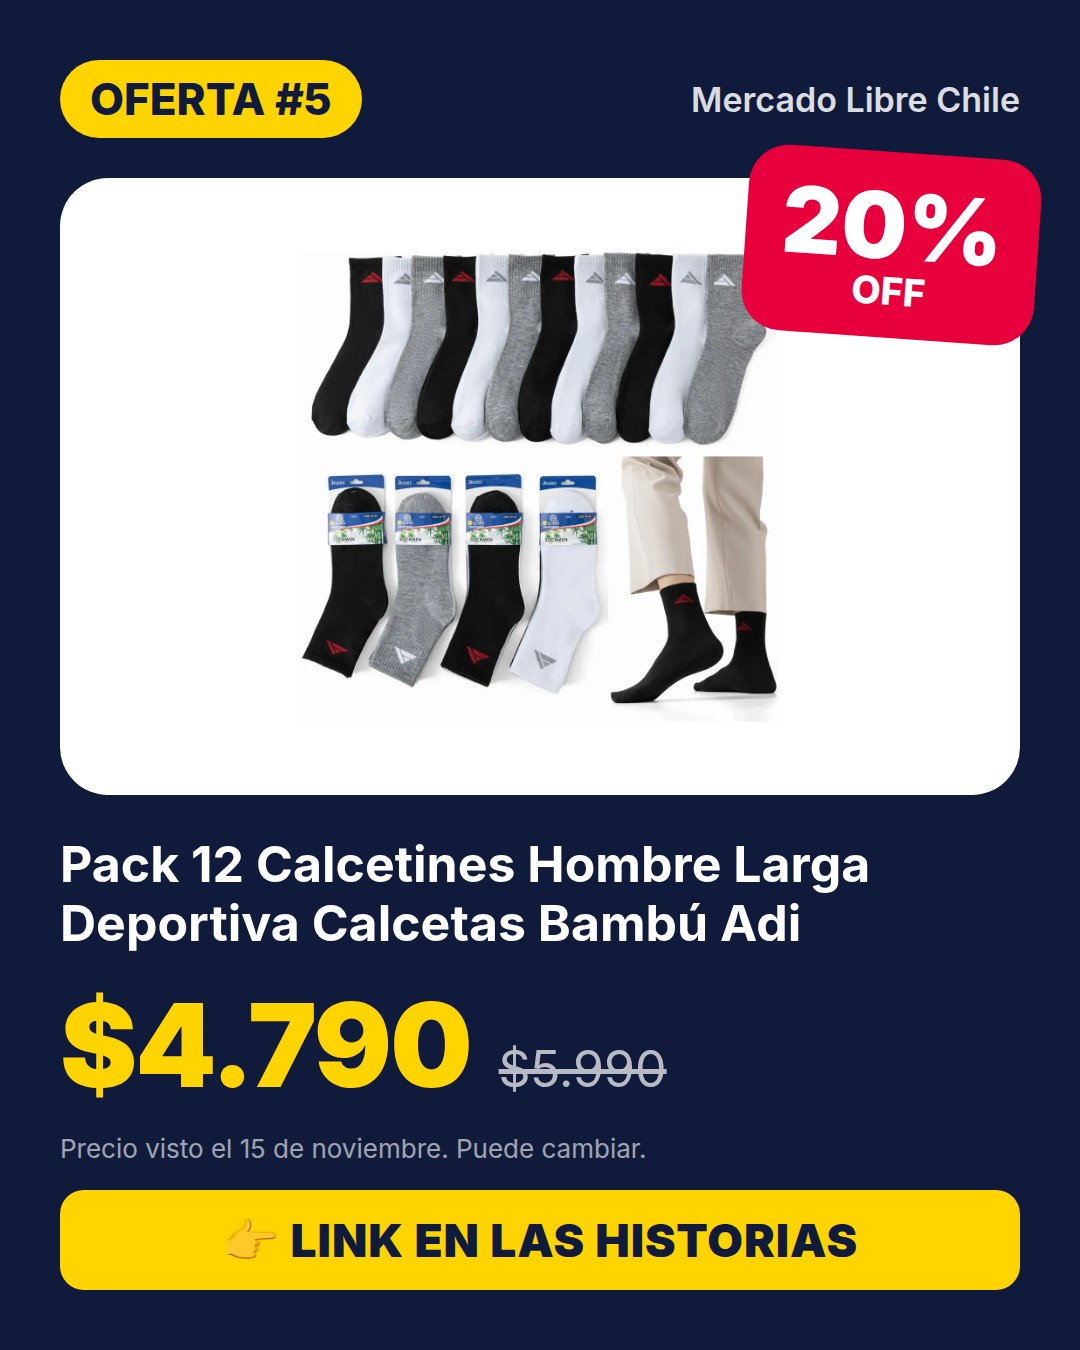 OFERTA #5
Mercado Libre Chile
20%
OFF
Pack 12 Calcetines Hombre Larga
Deportiva Calcetas Bambú Adi
$4.790 $5.990
Precio visto el 15 de noviembre. Puede cambiar.
👉 LINK EN LAS HISTORIAS